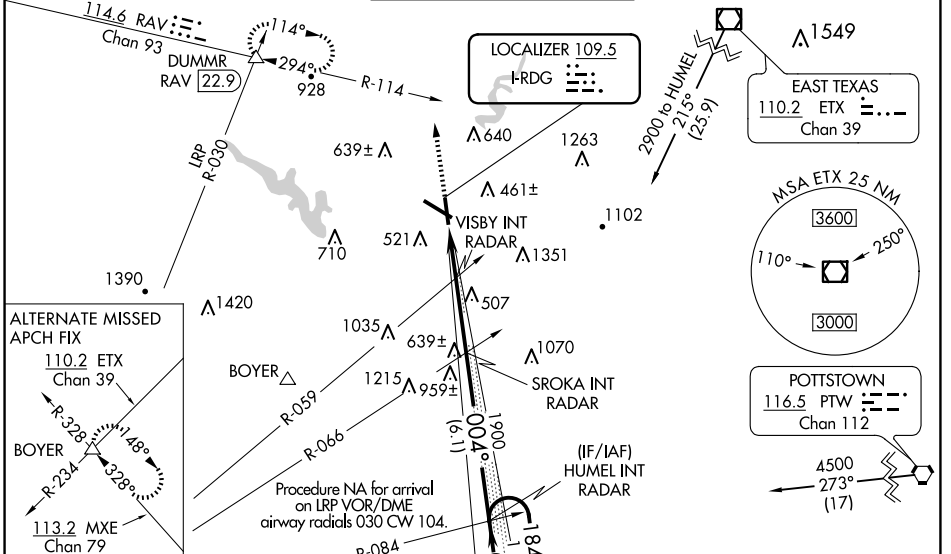 114.6 RAV
Chan 93
DUMMR
RAV 22.9
114°
294°
928
R-114
LRP
R-030
LOCALIZER 109.5
I-RDG
2900 to HUMEL
215°
(25.9)
1549
EAST TEXAS
110.2 ETX
Chan 39
639±
640
1263
461±
1102
MSA ETX 25 NM
3600
110°
250°
3000
VISBY INT
RADAR
521
710
1351
1390
1420
507
1035
639±
1070
BOYER
1215
959±
SROKA INT
RADAR
R-059
R-066
ALTERNATE MISSED
APCH FIX
110.2 ETX
Chan 39
R-328
148°
BOYER
328°
R-234
113.2 MXE
Chan 79
1900
004°
(6.1)
(IF/IAF)
HUMEL INT
RADAR
Procedure NA for arrival
on LRP VOR/DME
airway radials 030 CW 104.
R-084
184
1
POTTSTOWN
116.5 PTW
Chan 112
4500
273°
(17)